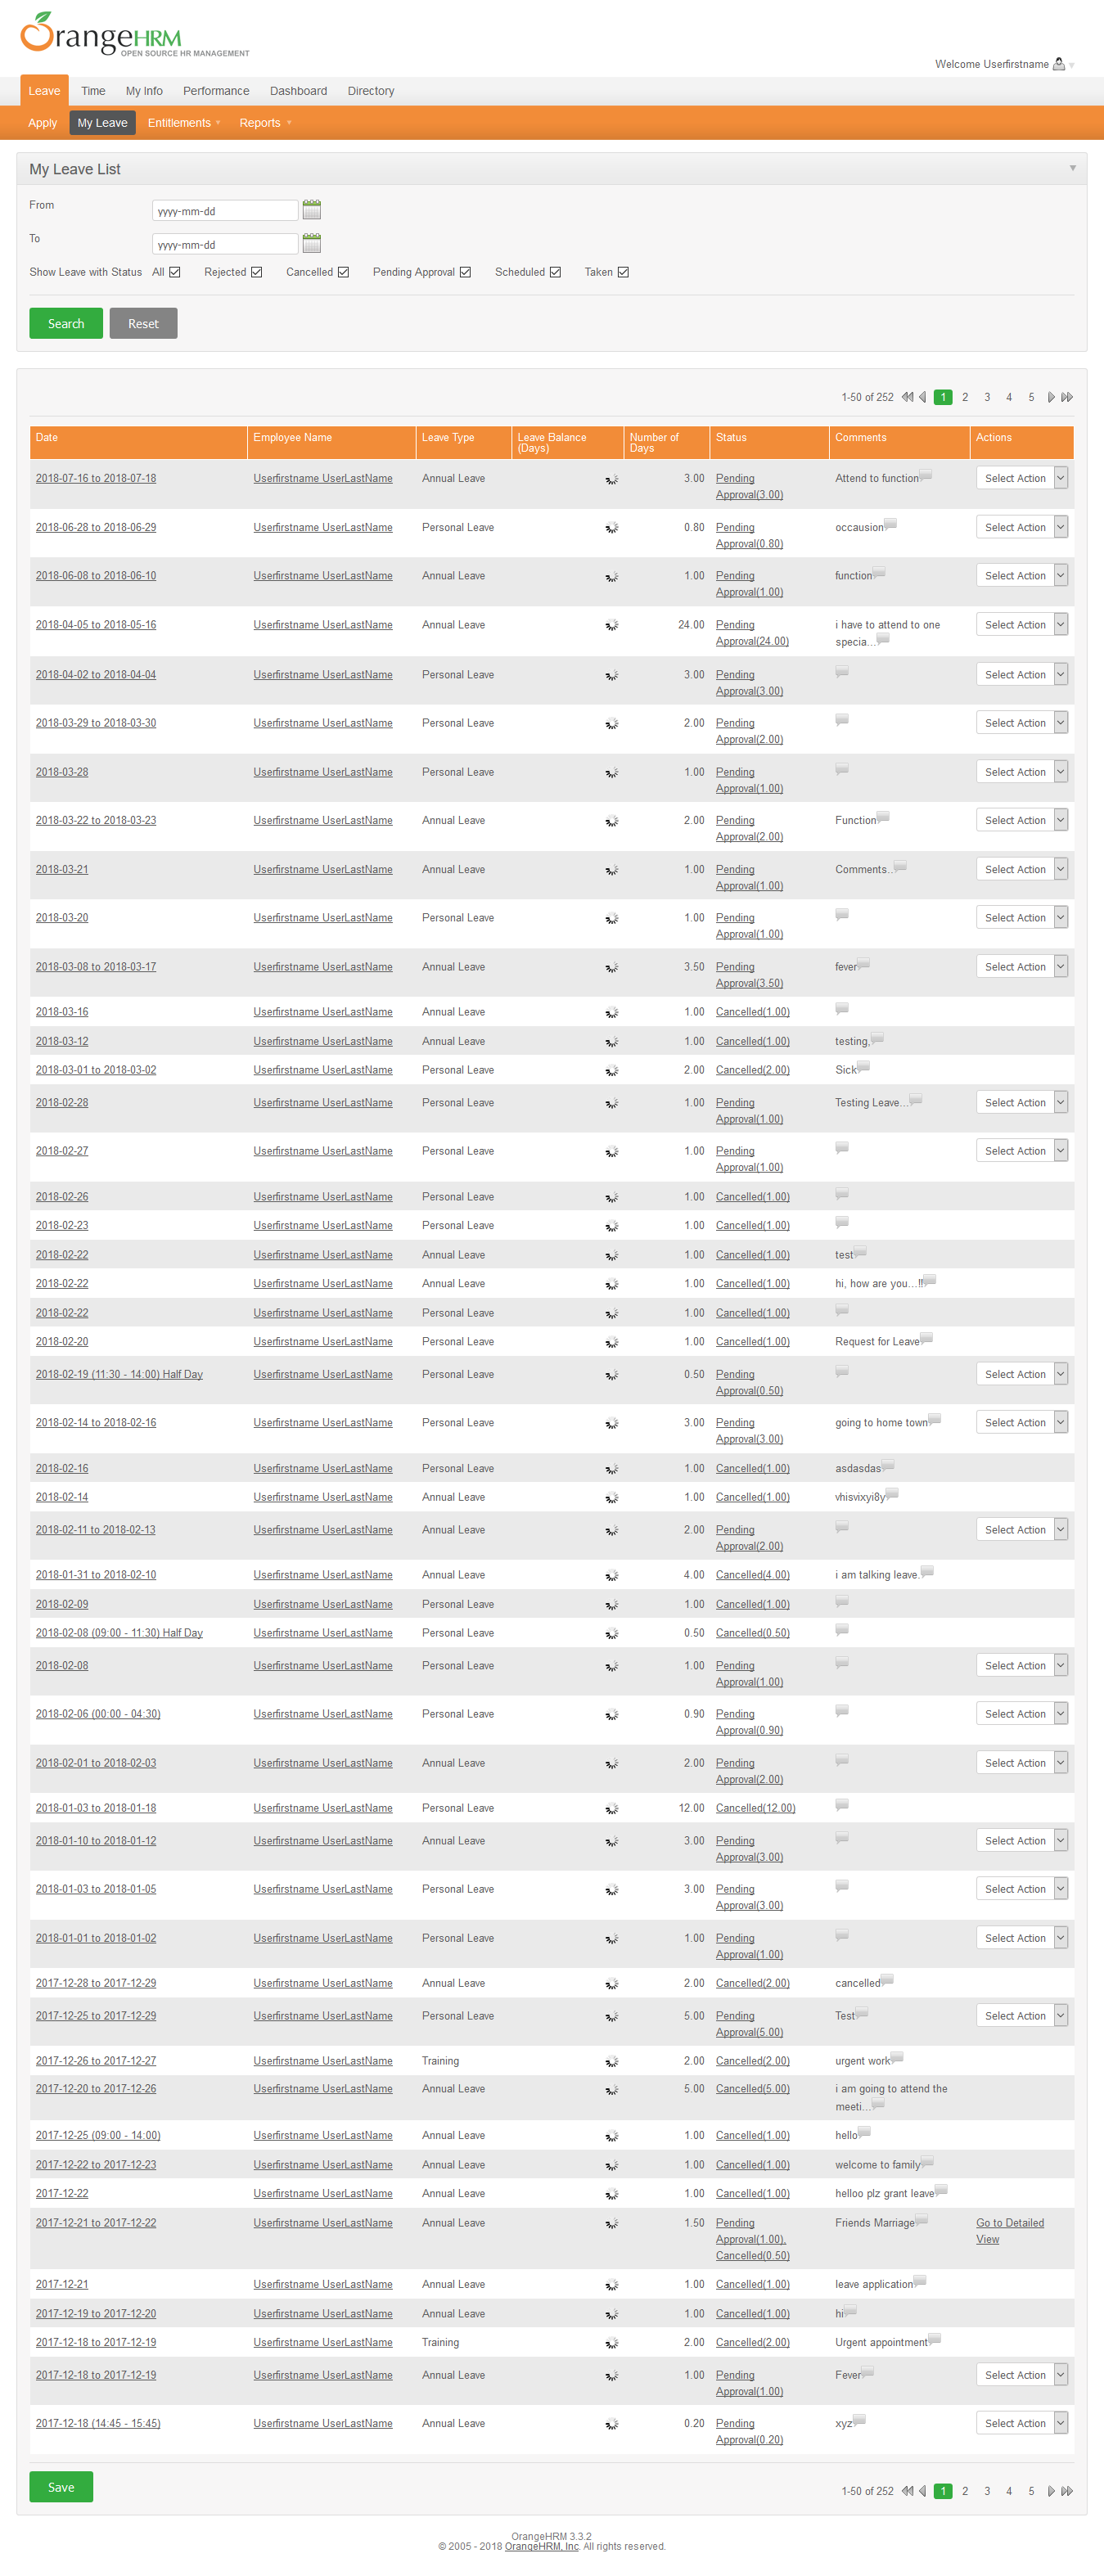 OrangeHRM
OPEN SOURCE HR MANAGEMENT
Welcome Userfirstname
Leave Time My Info Performance Dashboard Directory
Apply My Leave Entitlements Reports
My Leave List
From yyyy-mm-dd
To yyyy-mm-dd
Show Leave with Status All Rejected Cancelled Pending Approval Scheduled Taken
Search Reset
1-50 of 252 1 2 3 4 5
Date Employee Name Leave Type Leave Balance (Days) Number of Days Status Comments Actions
2018-07-16 to 2018-07-18 Userfirstname UserLastName Annual Leave 3.00 Pending Approval(3.00) Attend to function Select Action
2018-06-28 to 2018-06-29 Userfirstname UserLastName Personal Leave 0.80 Pending Approval(0.80) occausion Select Action
2018-06-08 to 2018-06-10 Userfirstname UserLastName Annual Leave 1.00 Pending Approval(1.00) function Select Action
2018-04-05 to 2018-05-16 Userfirstname UserLastName Annual Leave 24.00 Pending Approval(24.00) i have to attend to one specia... Select Action
2018-04-02 to 2018-04-04 Userfirstname UserLastName Personal Leave 3.00 Pending Approval(3.00) Select Action
2018-03-29 to 2018-03-30 Userfirstname UserLastName Personal Leave 2.00 Pending Approval(2.00) Select Action
2018-03-28 Userfirstname UserLastName Personal Leave 1.00 Pending Approval(1.00) Select Action
2018-03-22 to 2018-03-23 Userfirstname UserLastName Annual Leave 2.00 Pending Approval(2.00) Function Select Action
2018-03-21 Userfirstname UserLastName Annual Leave 1.00 Pending Approval(1.00) Comments.. Select Action
2018-03-20 Userfirstname UserLastName Personal Leave 1.00 Pending Approval(1.00) Select Action
2018-03-08 to 2018-03-17 Userfirstname UserLastName Annual Leave 3.50 Pending Approval(3.50) fever Select Action
2018-03-16 Userfirstname UserLastName Annual Leave 1.00 Cancelled(1.00)
2018-03-12 Userfirstname UserLastName Annual Leave 1.00 Cancelled(1.00) testing,
2018-03-01 to 2018-03-02 Userfirstname UserLastName Personal Leave 2.00 Cancelled(2.00) Sick
2018-02-28 Userfirstname UserLastName Personal Leave 1.00 Pending Approval(1.00) Testing Leave... Select Action
2018-02-27 Userfirstname UserLastName Personal Leave 1.00 Pending Approval(1.00) Select Action
2018-02-26 Userfirstname UserLastName Personal Leave 1.00 Cancelled(1.00)
2018-02-23 Userfirstname UserLastName Personal Leave 1.00 Cancelled(1.00)
2018-02-22 Userfirstname UserLastName Annual Leave 1.00 Cancelled(1.00) test
2018-02-22 Userfirstname UserLastName Annual Leave 1.00 Cancelled(1.00) hi, how are you...!!
2018-02-22 Userfirstname UserLastName Personal Leave 1.00 Cancelled(1.00)
2018-02-20 Userfirstname UserLastName Personal Leave 1.00 Cancelled(1.00) Request for Leave
2018-02-19 (11:30 - 14:00) Half Day Userfirstname UserLastName Personal Leave 0.50 Pending Approval(0.50) Select Action
2018-02-14 to 2018-02-16 Userfirstname UserLastName Personal Leave 3.00 Pending Approval(3.00) going to home town Select Action
2018-02-16 Userfirstname UserLastName Personal Leave 1.00 Cancelled(1.00) asdasdas
2018-02-14 Userfirstname UserLastName Annual Leave 1.00 Cancelled(1.00) vhisvixyi8y
2018-02-11 to 2018-02-13 Userfirstname UserLastName Annual Leave 2.00 Pending Approval(2.00) Select Action
2018-01-31 to 2018-02-10 Userfirstname UserLastName Annual Leave 4.00 Cancelled(4.00) i am talking leave.
2018-02-09 Userfirstname UserLastName Personal Leave 1.00 Cancelled(1.00)
2018-02-08 (09:00 - 11:30) Half Day Userfirstname UserLastName Personal Leave 0.50 Cancelled(0.50)
2018-02-08 Userfirstname UserLastName Personal Leave 1.00 Pending Approval(1.00) Select Action
2018-02-06 (00:00 - 04:30) Userfirstname UserLastName Personal Leave 0.90 Pending Approval(0.90) Select Action
2018-02-01 to 2018-02-03 Userfirstname UserLastName Annual Leave 2.00 Pending Approval(2.00) Select Action
2018-01-03 to 2018-01-18 Userfirstname UserLastName Personal Leave 12.00 Cancelled(12.00)
2018-01-10 to 2018-01-12 Userfirstname UserLastName Annual Leave 3.00 Pending Approval(3.00) Select Action
2018-01-03 to 2018-01-05 Userfirstname UserLastName Personal Leave 3.00 Pending Approval(3.00) Select Action
2018-01-01 to 2018-01-02 Userfirstname UserLastName Personal Leave 1.00 Pending Approval(1.00) Select Action
2017-12-28 to 2017-12-29 Userfirstname UserLastName Annual Leave 2.00 Cancelled(2.00) cancelled
2017-12-25 to 2017-12-29 Userfirstname UserLastName Personal Leave 5.00 Pending Approval(5.00) Test Select Action
2017-12-26 to 2017-12-27 Userfirstname UserLastName Training 2.00 Cancelled(2.00) urgent work
2017-12-20 to 2017-12-26 Userfirstname UserLastName Annual Leave 5.00 Cancelled(5.00) i am going to attend the meeti...
2017-12-25 (09:00 - 14:00) Userfirstname UserLastName Annual Leave 1.00 Cancelled(1.00) hello
2017-12-22 to 2017-12-23 Userfirstname UserLastName Annual Leave 1.00 Cancelled(1.00) welcome to family
2017-12-22 Userfirstname UserLastName Annual Leave 1.00 Cancelled(1.00) helloo plz grant leave
2017-12-21 to 2017-12-22 Userfirstname UserLastName Annual Leave 1.50 Pending Approval(1.00), Cancelled(0.50) Friends Marriage Go to Detailed View
2017-12-21 Userfirstname UserLastName Annual Leave 1.00 Cancelled(1.00) leave application
2017-12-19 to 2017-12-20 Userfirstname UserLastName Annual Leave 1.00 Cancelled(1.00) hi
2017-12-18 to 2017-12-19 Userfirstname UserLastName Training 2.00 Cancelled(2.00) Urgent appointment
2017-12-18 to 2017-12-19 Userfirstname UserLastName Annual Leave 1.00 Pending Approval(1.00) Fever Select Action
2017-12-18 (14:45 - 15:45) Userfirstname UserLastName Annual Leave 0.20 Pending Approval(0.20) xyz Select Action
Save 1-50 of 252 1 2 3 4 5
OrangeHRM 3.3.2
© 2005 - 2018 OrangeHRM, Inc. All rights reserved.